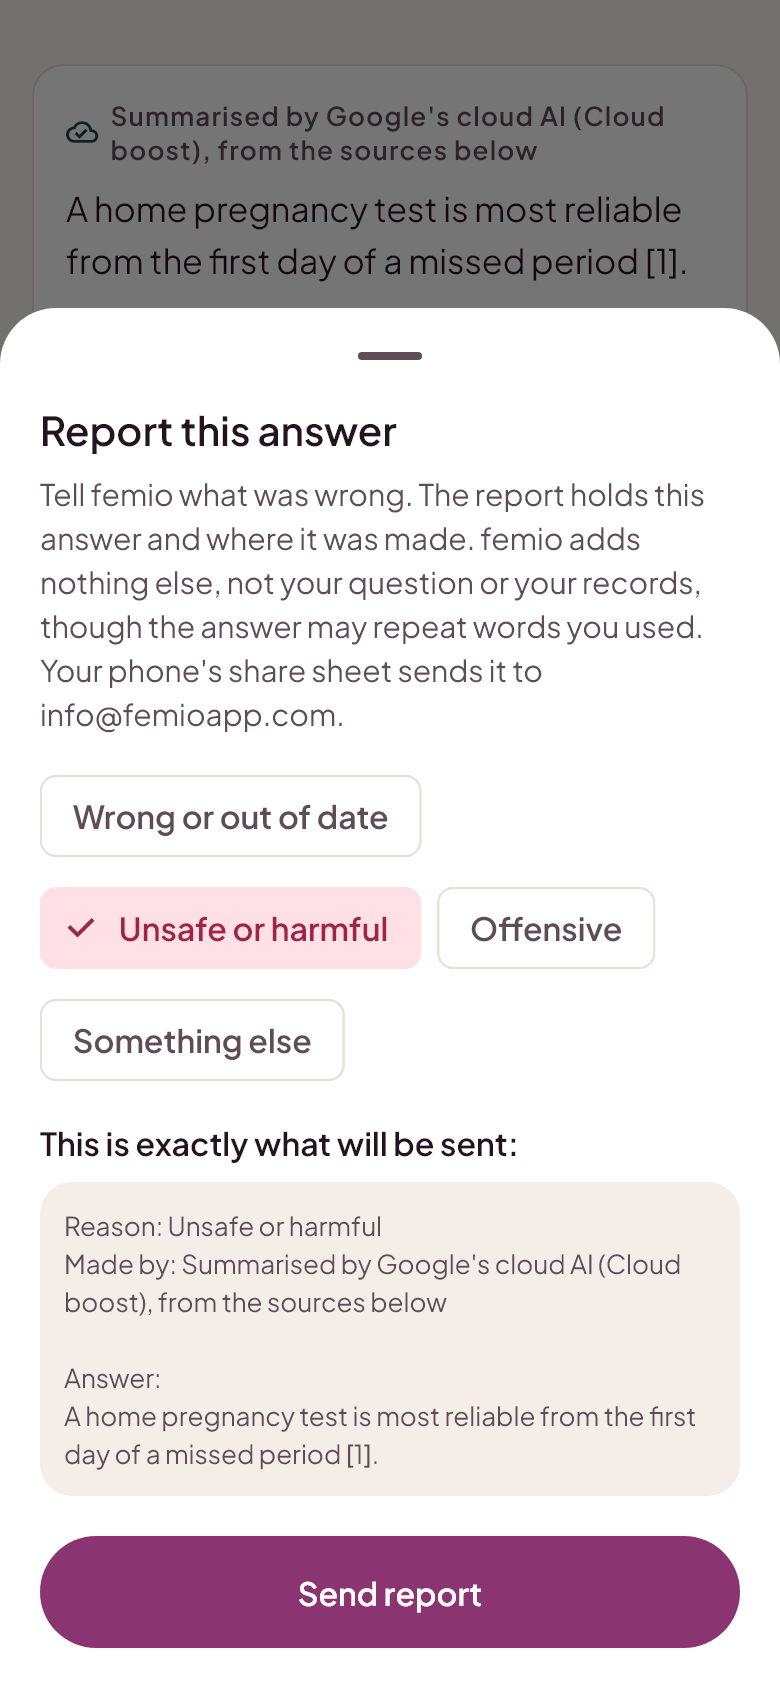 Summarised by Google's cloud AI (Cloud
boost), from the sources below
A home pregnancy test is most reliable
from the first day of a missed period [1].
Report this answer
Tell femio what was wrong. The report holds this
answer and where it was made. femio adds
nothing else, not your question or your records,
though the answer may repeat words you used.
Your phone's share sheet sends it to
info@femioapp.com.
Wrong or out of date
Unsafe or harmful
Offensive
Something else
This is exactly what will be sent:
Reason: Unsafe or harmful
Made by: Summarised by Google's cloud AI (Cloud
boost), from the sources below
Answer:
A home pregnancy test is most reliable from the first
day of a missed period [1].
Send report